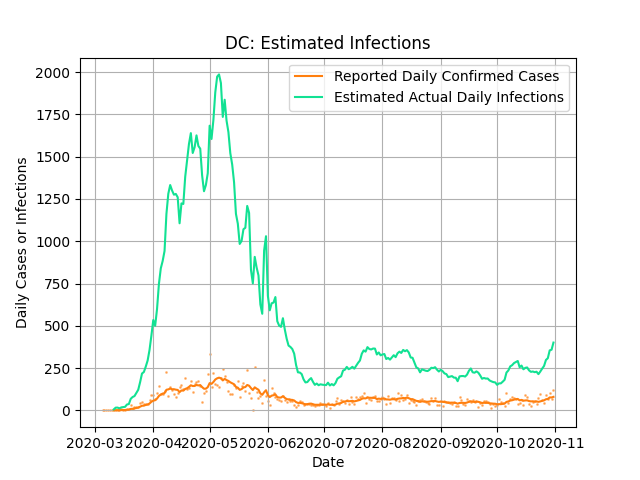 DC: Estimated Infections
Reported Daily Confirmed Cases
Estimated Actual Daily Infections
Daily Cases or Infections
2000
1750
1500
1250
1000
750
500
250
0
2020-03 2020-04 2020-05 2020-06 2020-07 2020-08 2020-09 2020-10 2020-11
Date